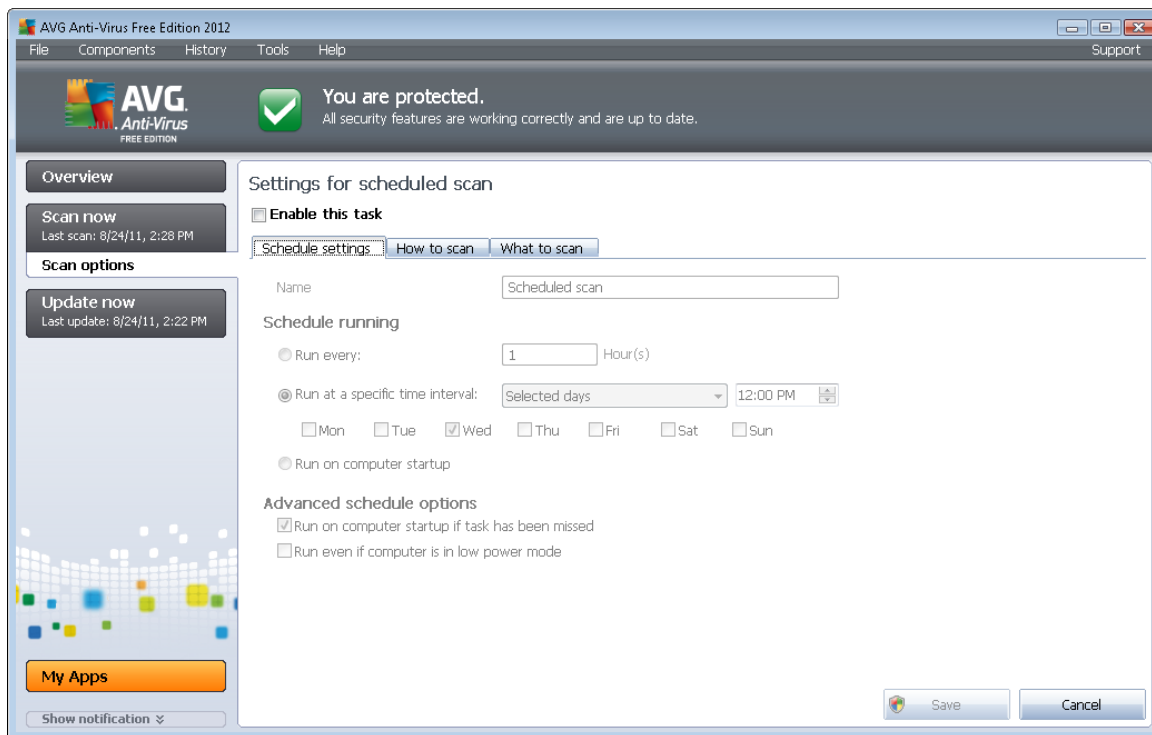 AVG Anti-Virus Free Edition 2012
File Components History Tools Help Support
AVG.
Anti-Virus
FREE EDITION
You are protected.
All security features are working correctly and are up to date.
Overview
Scan now
Last scan: 8/24/11, 2:28 PM
Scan options
Update now
Last update: 8/24/11, 2:22 PM
My Apps
Show notification
Settings for scheduled scan
Enable this task
Schedule settings How to scan What to scan
Name Scheduled scan
Schedule running
Run every: 1 Hour(s)
Run at a specific time interval: Selected days 12:00 PM
Mon Tue Wed Thu Fri Sat Sun
Run on computer startup
Advanced schedule options
Run on computer startup if task has been missed
Run even if computer is in low power mode
Save Cancel